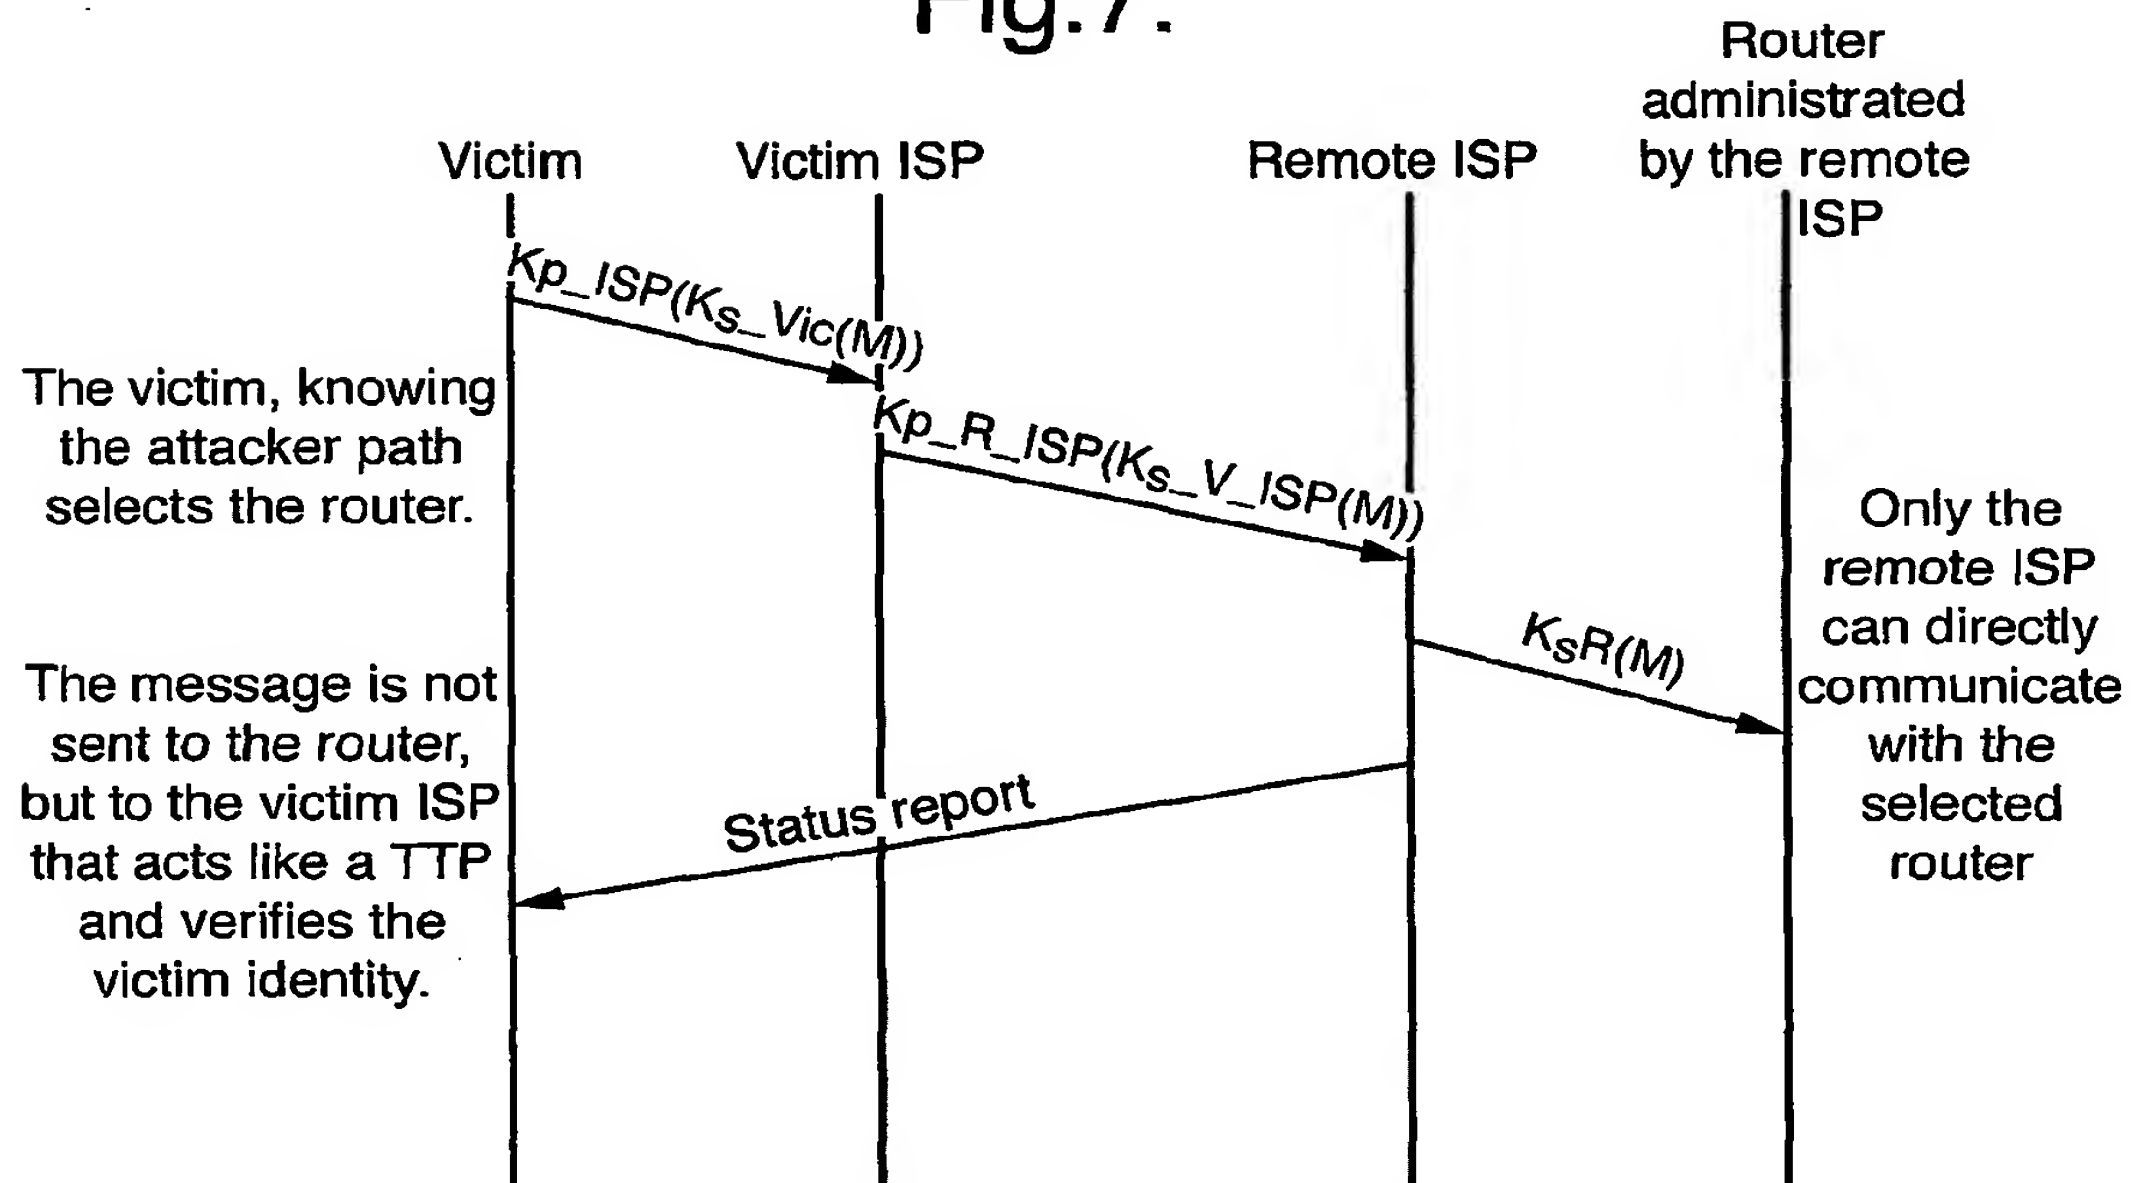 Fig.7.
Router
administrated
by the remote
ISP
Victim
Victim ISP
Remote ISP
Kp_ISP(Ks_Vic(M))
The victim, knowing
the attacker path
selects the router.
Kp_R_ISP(Ks_V_ISP(M))
Only the
remote ISP
can directly
communicate
with the
selected
router
KsR(M)
The message is not
sent to the router,
but to the victim ISP
that acts like a TTP
and verifies the
victim identity.
Status report